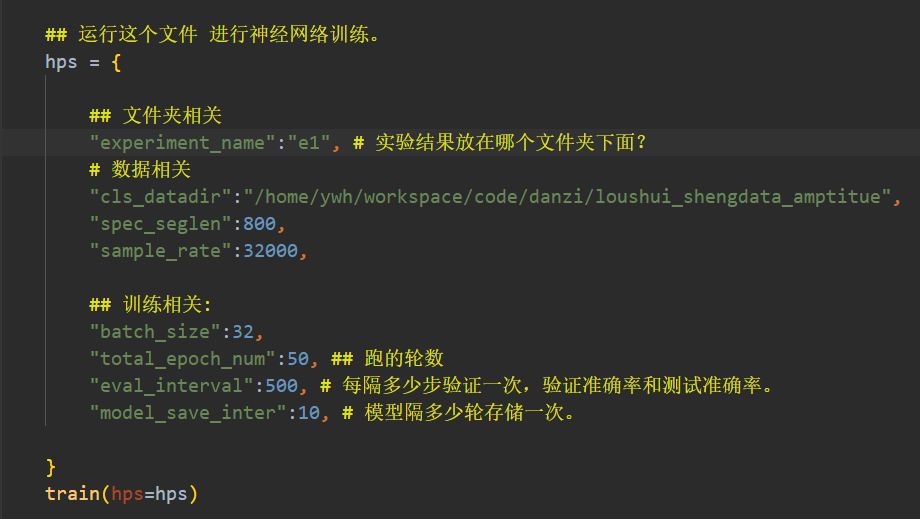 ## 运行这个文件 进行神经网络训练。
hps = {
## 文件夹相关
"experiment_name":"e1", # 实验结果放在哪个文件夹下面?
# 数据相关
"cls_datadir":"/home/ywh/workspace/code/danzi/loushui_shengdata_amptitue",
"spec_seglen":800,
"sample_rate":32000,
## 训练相关:
"batch_size":32,
"total_epoch_num":50, ## 跑的轮数
"eval_interval":500, # 每隔多少步验证一次，验证准确率和测试准确率。
"model_save_inter":10, # 模型隔多少轮存储一次。
}
train(hps=hps)